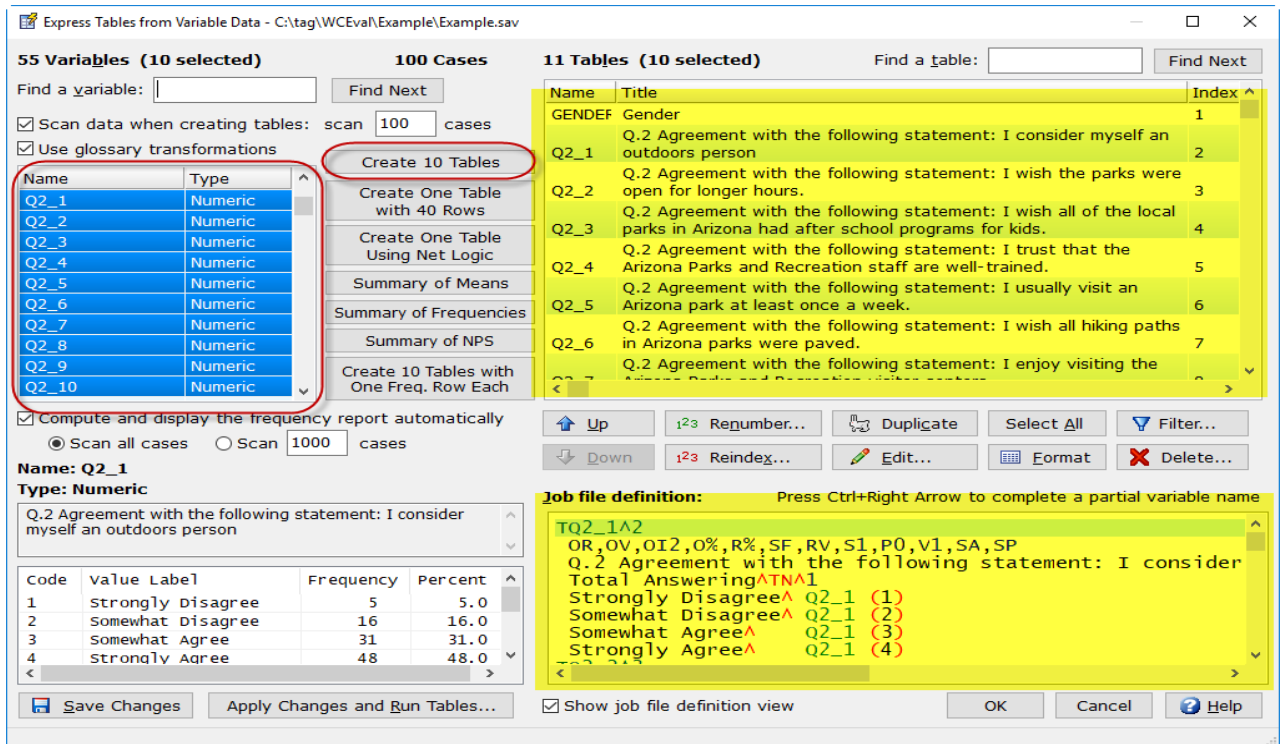 Express Tables from Variable Data - C:\tag\WCEval\Example\Example.sav
55 Variables (10 selected) 100 Cases
Find a variable: Find Next
Scan data when creating tables: scan 100 cases
Use glossary transformations
Name Type
Q2_1 Numeric
Q2_2 Numeric
Q2_3 Numeric
Q2_4 Numeric
Q2_5 Numeric
Q2_6 Numeric
Q2_7 Numeric
Q2_8 Numeric
Q2_9 Numeric
Q2_10 Numeric
Create 10 Tables
Create One Table
with 40 Rows
Create One Table
Using Net Logic
Summary of Means
Summary of Frequencies
Summary of NPS
Create 10 Tables with
One Freq. Row Each
Compute and display the frequency report automatically
Scan all cases Scan 1000 cases
Name: Q2_1
Type: Numeric
Q.2 Agreement with the following statement: I consider
myself an outdoors person
Code Value Label Frequency Percent
1 Strongly Disagree 5 5.0
2 Somewhat Disagree 16 16.0
3 Somewhat Agree 31 31.0
4 Strongly Agree 48 48.0
Save Changes Apply Changes and Run Tables...
11 Tables (10 selected) Find a table: Find Next
Name Title Index
GENDER Gender 1
Q.2 Agreement with the following statement: I consider myself an
Q2_1 outdoors person 2
Q.2 Agreement with the following statement: I wish the parks were
Q2_2 open for longer hours. 3
Q.2 Agreement with the following statement: I wish all of the local
Q2_3 parks in Arizona had after school programs for kids. 4
Q.2 Agreement with the following statement: I trust that the
Q2_4 Arizona Parks and Recreation staff are well-trained. 5
Q.2 Agreement with the following statement: I usually visit an
Q2_5 Arizona park at least once a week. 6
Q.2 Agreement with the following statement: I wish all hiking paths
Q2_6 in Arizona parks were paved. 7
Q.2 Agreement with the following statement: I enjoy visiting the
Up Renumber... Duplicate Select All Filter...
Down Reindex... Edit... Format Delete...
Job file definition: Press Ctrl+Right Arrow to complete a partial variable name
TQ2_1^2
OR,OV,OI2,O%,R%,SF,RV,S1,P0,V1,SA,SP
Q.2 Agreement with the following statement: I consider
Total Answering^TN^1
Strongly Disagree^ Q2_1 (1)
Somewhat Disagree^ Q2_1 (2)
Somewhat Agree^ Q2_1 (3)
Strongly Agree^ Q2_1 (4)
Show job file definition view OK Cancel Help